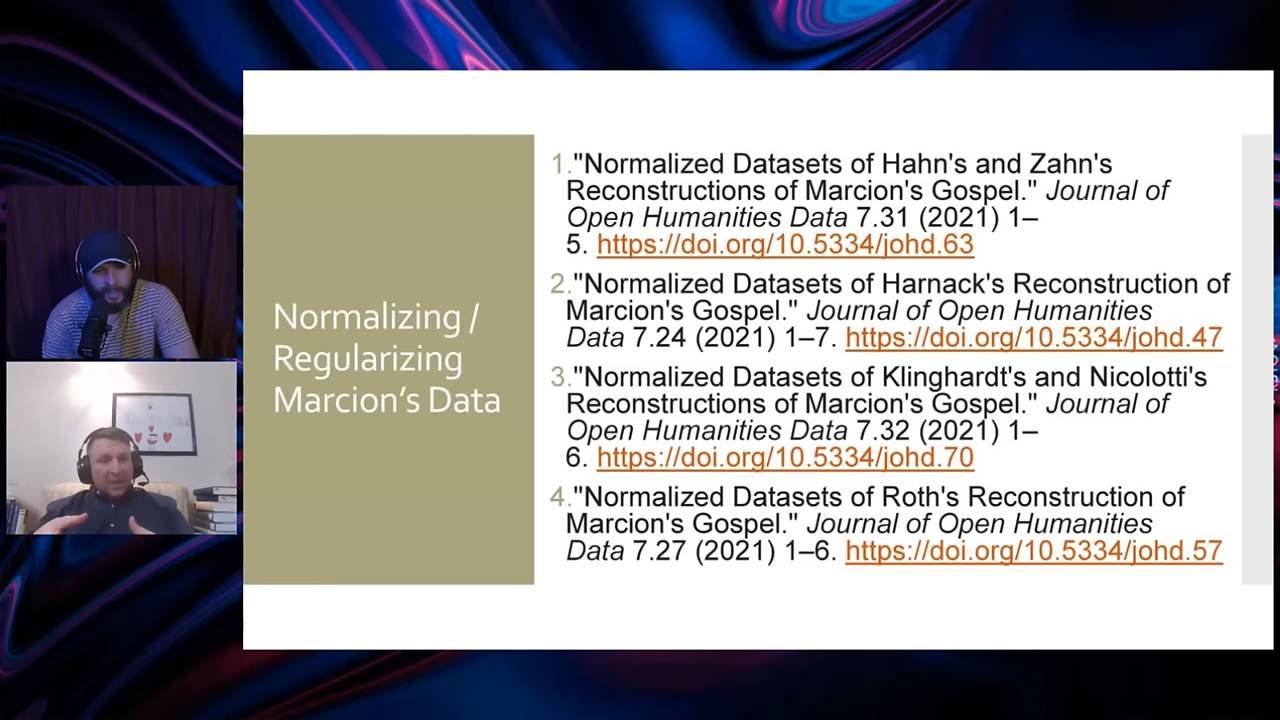 Normalizing /
Regularizing
Marcion's Data
1."Normalized Datasets of Hahn's and Zahn's
Reconstructions of Marcion's Gospel." Journal of
Open Humanities Data 7.31 (2021) 1–
5. https://doi.org/10.5334/johd.63
2."Normalized Datasets of Harnack's Reconstruction of
Marcion's Gospel." Journal of Open Humanities
Data 7.24 (2021) 1–7. https://doi.org/10.5334/johd.47
3."Normalized Datasets of Klinghardt's and Nicolotti's
Reconstructions of Marcion's Gospel." Journal of
Open Humanities Data 7.32 (2021) 1–
6. https://doi.org/10.5334/johd.70
4."Normalized Datasets of Roth's Reconstruction of
Marcion's Gospel." Journal of Open Humanities
Data 7.27 (2021) 1–6. https://doi.org/10.5334/johd.57